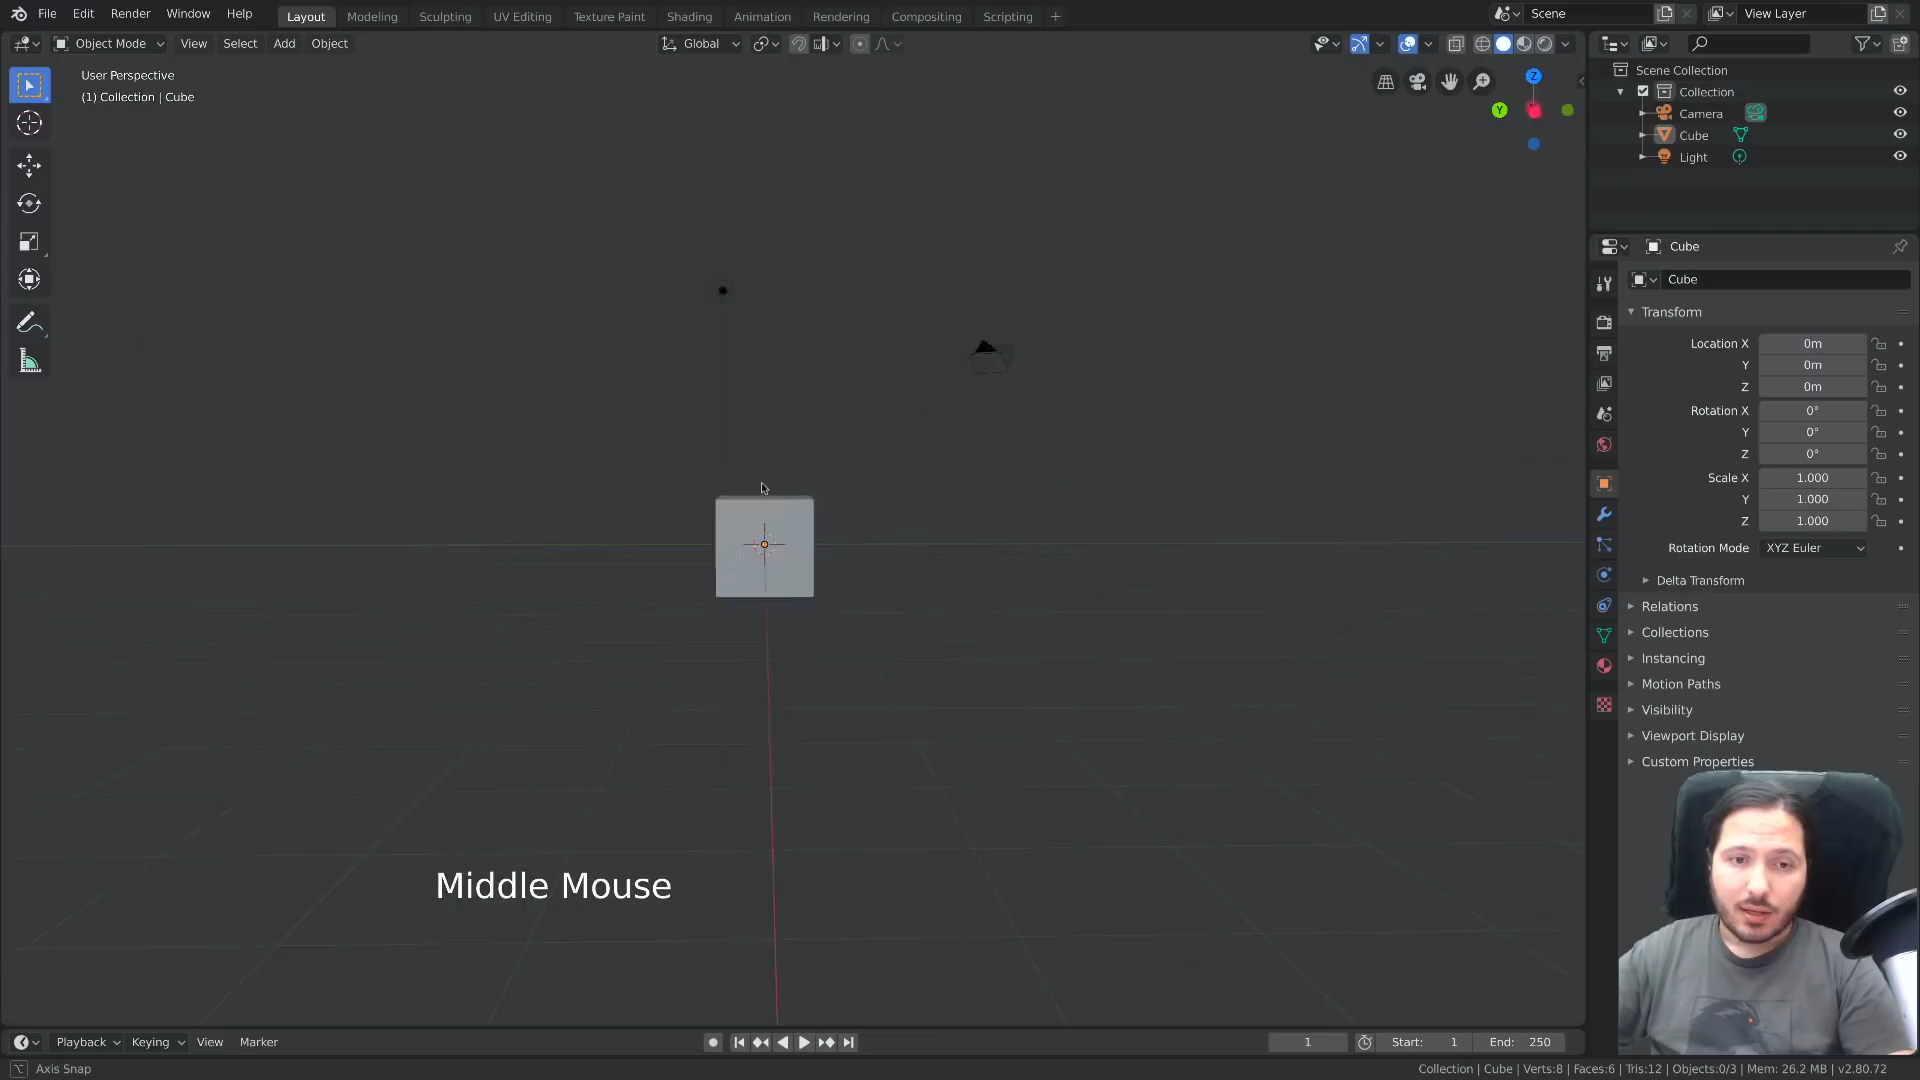 File Edit Render Window Help
Layout Modeling Sculpting UV Editing Texture Paint Shading Animation Rendering Compositing Scripting +
Scene
View Layer
Object Mode View Select Add Object
Global
User Perspective
(1) Collection | Cube
Z
Y
Scene Collection
Collection
Camera
Cube
Light
Cube
Cube
Transform
Location X 0m
Y 0m
Z 0m
Rotation X 0°
Y 0°
Z 0°
Scale X 1.000
Y 1.000
Z 1.000
Rotation Mode XYZ Euler
Delta Transform
Relations
Collections
Instancing
Motion Paths
Visibility
Viewport Display
Custom Properties
Middle Mouse
Playback Keying View Marker
1
Start: 1
End: 250
Axis Snap
Collection | Cube | Verts:8 | Faces:6 | Tris:12 | Objects:0/3 | Mem: 26.2 MB | v2.80.72